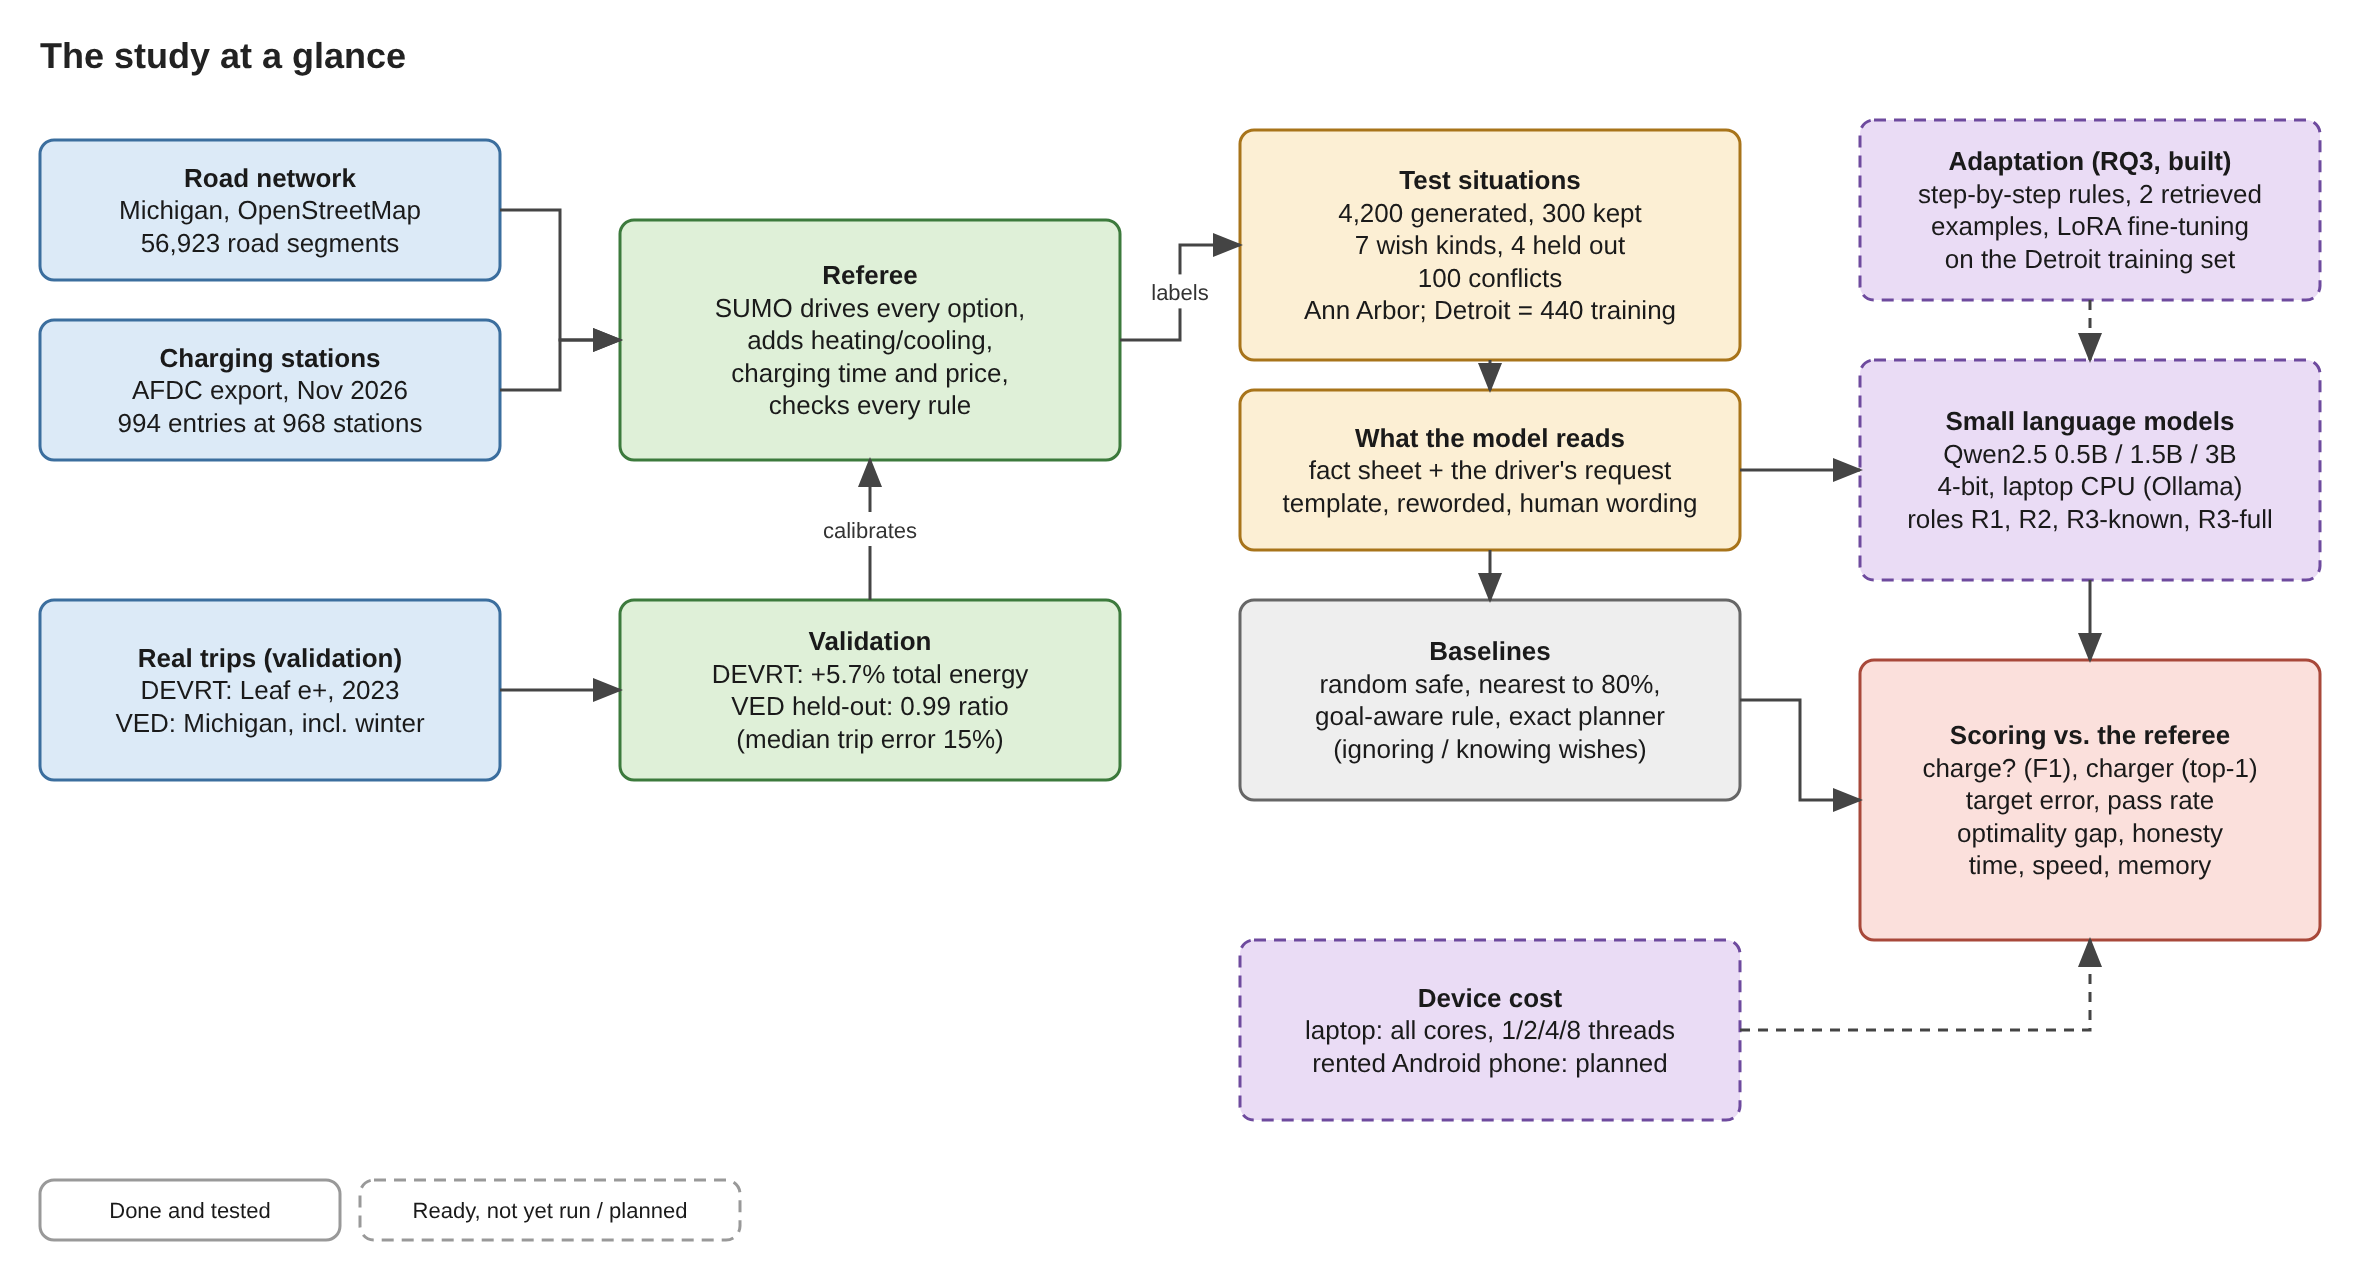 The study at a glance
Road network
Michigan, OpenStreetMap
56,923 road segments
Charging stations
AFDC export, Nov 2026
994 entries at 968 stations
Real trips (validation)
DEVRT: Leaf e+, 2023
VED: Michigan, incl. winter
Referee
SUMO drives every option,
adds heating/cooling,
charging time and price,
checks every rule
calibrates
Validation
DEVRT: +5.7% total energy
VED held-out: 0.99 ratio
(median trip error 15%)
labels
Test situations
4,200 generated, 300 kept
7 wish kinds, 4 held out
100 conflicts
Ann Arbor; Detroit = 440 training
What the model reads
fact sheet + the driver's request
template, reworded, human wording
Baselines
random safe, nearest to 80%,
goal-aware rule, exact planner
(ignoring / knowing wishes)
Device cost
laptop: all cores, 1/2/4/8 threads
rented Android phone: planned
Adaptation (RQ3, built)
step-by-step rules, 2 retrieved
examples, LoRA fine-tuning
on the Detroit training set
Small language models
Qwen2.5 0.5B / 1.5B / 3B
4-bit, laptop CPU (Ollama)
roles R1, R2, R3-known, R3-full
Scoring vs. the referee
charge? (F1), charger (top-1)
target error, pass rate
optimality gap, honesty
time, speed, memory
Done and tested
Ready, not yet run / planned